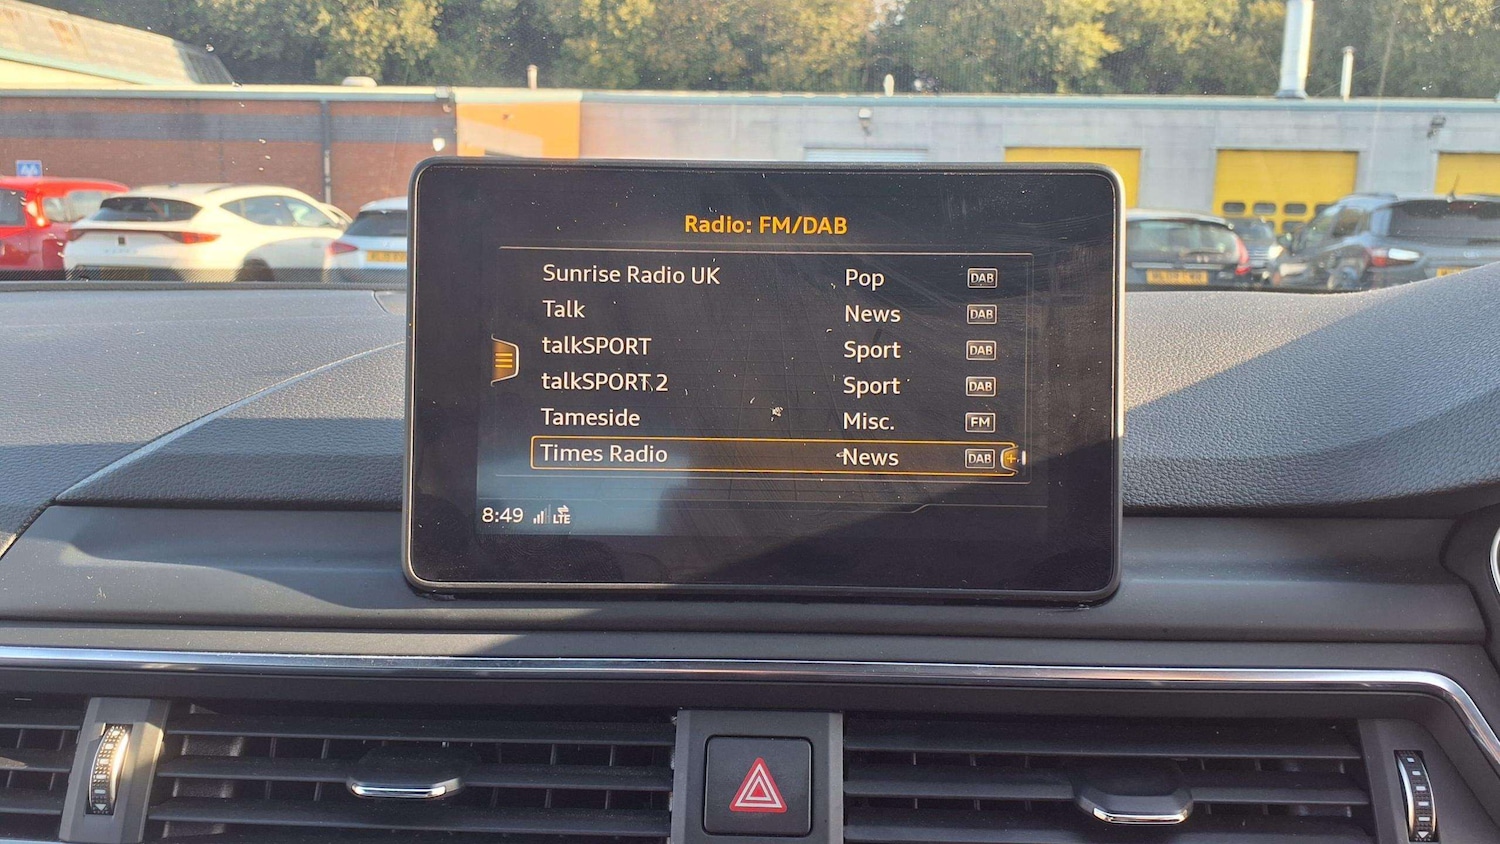 Radio: FM/DAB
Sunrise Radio UK Pop DAB
Talk News DAB
talkSPORT Sport DAB
talkSPORT 2 Sport DAB
Tameside Misc. FM
Times Radio News DAB
8:49 LTE